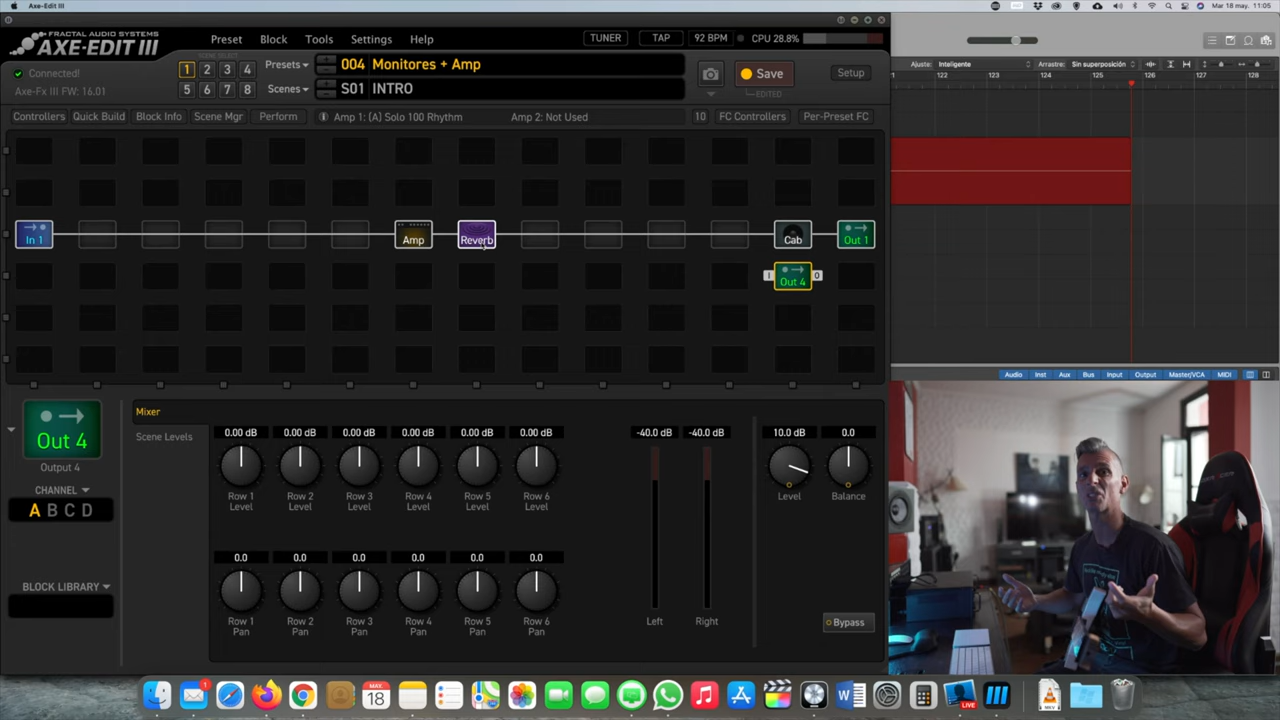 Axe-Edit III
Mar 18 may. 11:05
FRACTAL AUDIO SYSTEMS
AXE-EDIT III
Preset Block Tools Settings Help
TUNER TAP 92 BPM CPU 28.8%
Connected!
Axe-Fx III FW: 16.01
SCENE SELECT
1 2 3 4
5 6 7 8
Presets 004 Monitores + Amp
Scenes S01 INTRO
Save
EDITED
Setup
Controllers Quick Build Block Info Scene Mgr Perform
Amp 1: (A) Solo 100 Rhythm Amp 2: Not Used
10 FC Controllers Per-Preset FC
Ajuste: Inteligente Arrastre: Sin superposición
122 123 124 125 126 127 128
In 1 Amp Reverb Cab Out 1
I Out 4 O
Audio Inst Aux Bus Input Output Master/VCA MIDI
Out 4
Output 4
CHANNEL
A B C D
BLOCK LIBRARY
Mixer
Scene Levels
0.00 dB 0.00 dB 0.00 dB 0.00 dB 0.00 dB 0.00 dB -40.0 dB -40.0 dB 10.0 dB 0.0
Row 1 Level Row 2 Level Row 3 Level Row 4 Level Row 5 Level Row 6 Level
Level Balance
0.0 0.0 0.0 0.0 0.0 0.0
Row 1 Pan Row 2 Pan Row 3 Pan Row 4 Pan Row 5 Pan Row 6 Pan
Left Right
Bypass
1
MAY.
18
LIVE
MKV